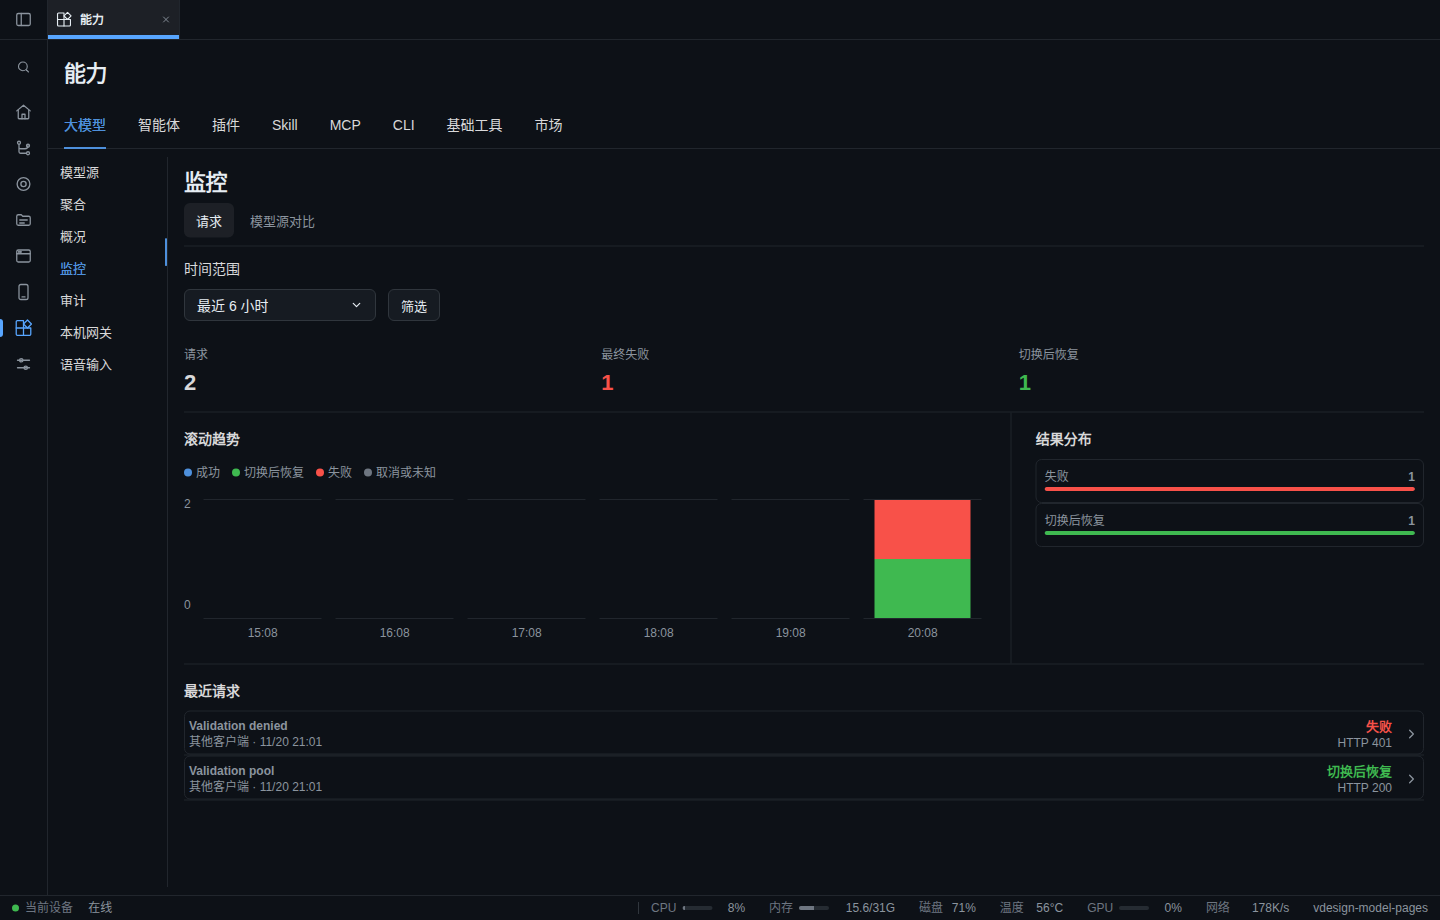 能力 ×
能力
大模型 智能体 插件 Skill MCP CLI 基础工具 市场
模型源
聚合
概况
监控
审计
本机网关
语音输入
监控
请求 模型源对比
时间范围
最近 6 小时 筛选
请求 最终失败 切换后恢复
2 1 1
滚动趋势
成功 切换后恢复 失败 取消或未知
2
0
15:08 16:08 17:08 18:08 19:08 20:08
结果分布
失败 1
切换后恢复 1
最近请求
Validation denied 失败
其他客户端 · 11/20 21:01 HTTP 401
Validation pool 切换后恢复
其他客户端 · 11/20 21:01 HTTP 200
当前设备 在线 CPU 8% 内存 15.6/31G 磁盘 71% 温度 56°C GPU 0% 网络 178K/s vdesign-model-pages